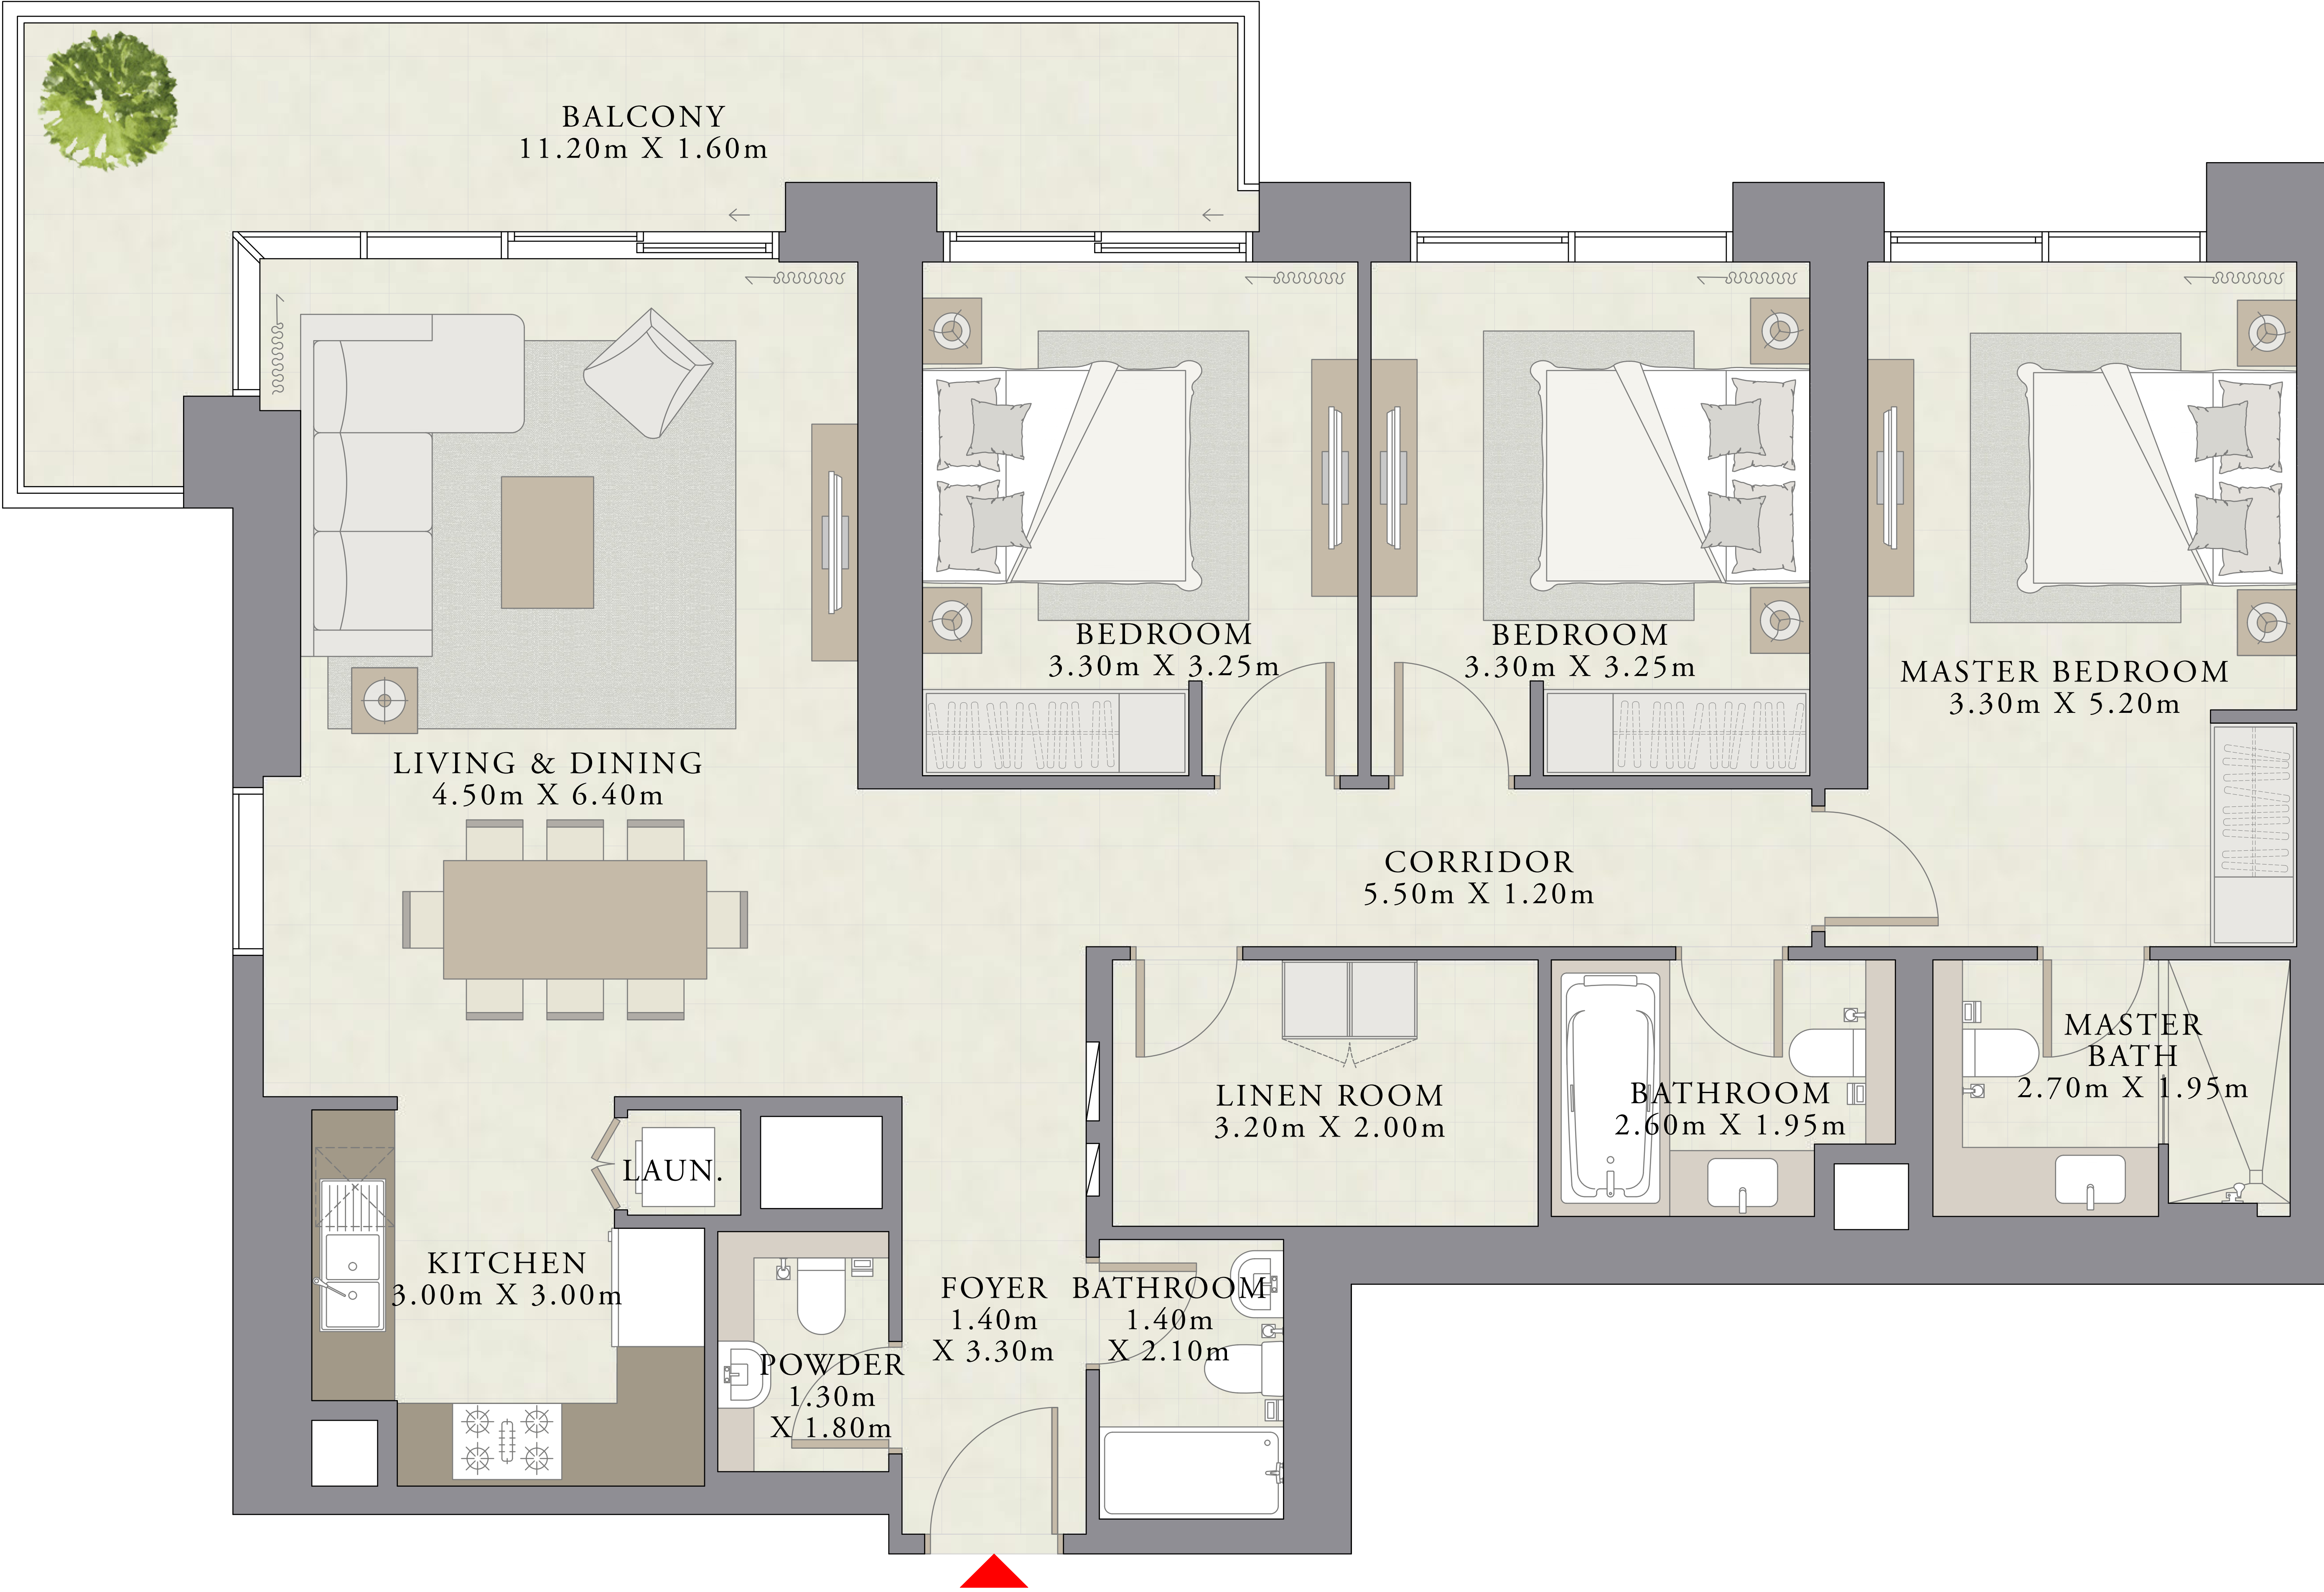 BALCONY
11.20m X 1.60m
BEDROOM
3.30m X 3.25m
BEDROOM
3.30m X 3.25m
MASTER BEDROOM
3.30m X 5.20m
LIVING & DINING
4.50m X 6.40m
CORRIDOR
5.50m X 1.20m
MASTER
BATH
2.70m X 1.95m
LINEN ROOM
3.20m X 2.00m
BATHROOM
2.60m X 1.95m
LAUN.
KITCHEN
3.00m X 3.00m
FOYER
1.40m
X 3.30m
BATHROOM
1.40m
X 2.10m
POWDER
1.30m
X 1.80m